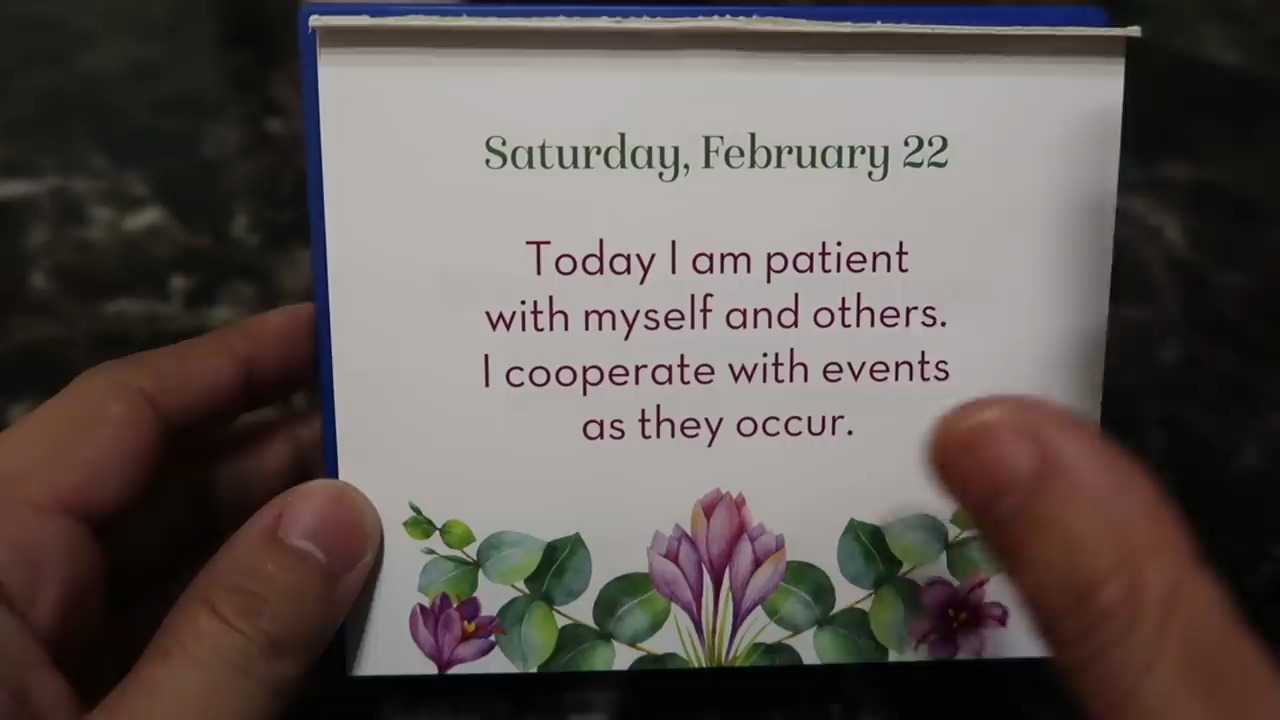 Saturday, February 22
Today I am patient
with myself and others.
I cooperate with events
as they occur.